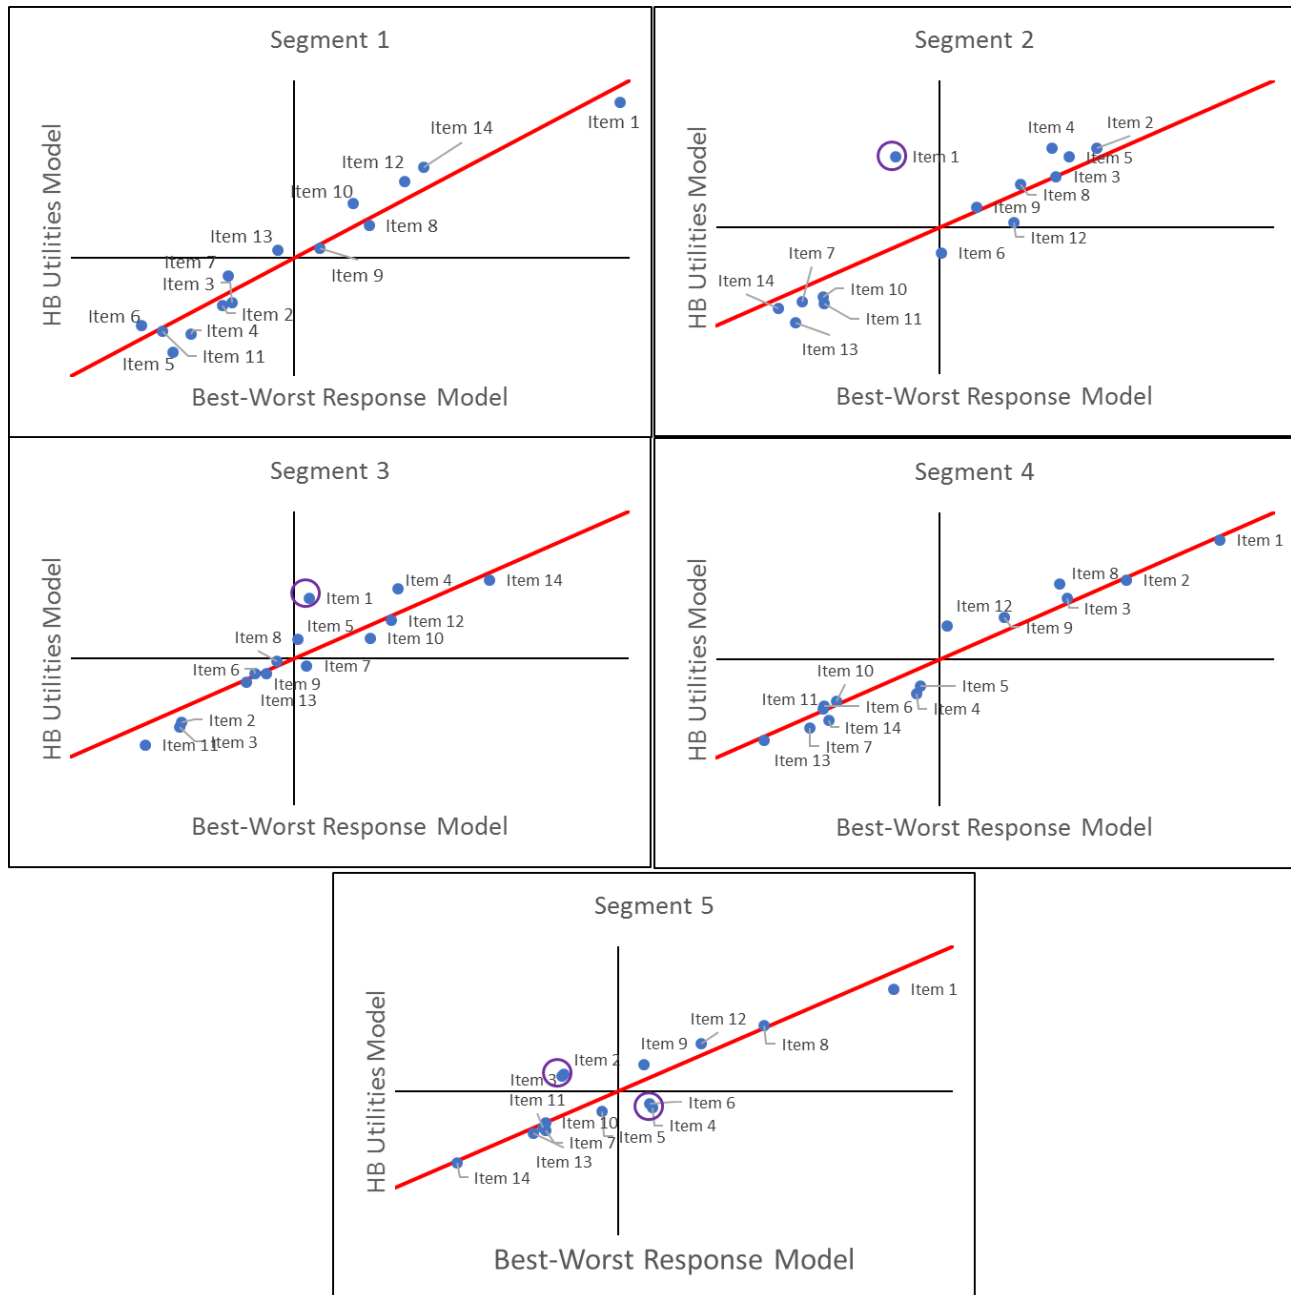 Segment 1
HB Utilities Model
Item 14
Item 1
Item 12
Item 10
Item 8
Item 13
Item 9
Item 7
Item 3
Item 2
Item 6
Item 4
Item 11
Item 5
Best-Worst Response Model
Segment 2
HB Utilities Model
Item 4
Item 2
Item 1
Item 5
Item 3
Item 8
Item 9
Item 12
Item 7
Item 6
Item 14
Item 10
Item 11
Item 13
Best-Worst Response Model
Segment 3
HB Utilities Model
Item 4
Item 14
Item 1
Item 12
Item 5
Item 10
Item 8
Item 7
Item 6
Item 9
Item 13
Item 2
Item 3
Item 11
Best-Worst Response Model
Segment 4
HB Utilities Model
Item 1
Item 8
Item 2
Item 3
Item 12
Item 9
Item 10
Item 5
Item 11
Item 6
Item 4
Item 14
Item 7
Item 13
Best-Worst Response Model
Segment 5
HB Utilities Model
Item 1
Item 12
Item 9
Item 8
Item 2
Item 3
Item 11
Item 6
Item 10
Item 4
Item 7
Item 5
Item 13
Item 14
Best-Worst Response Model